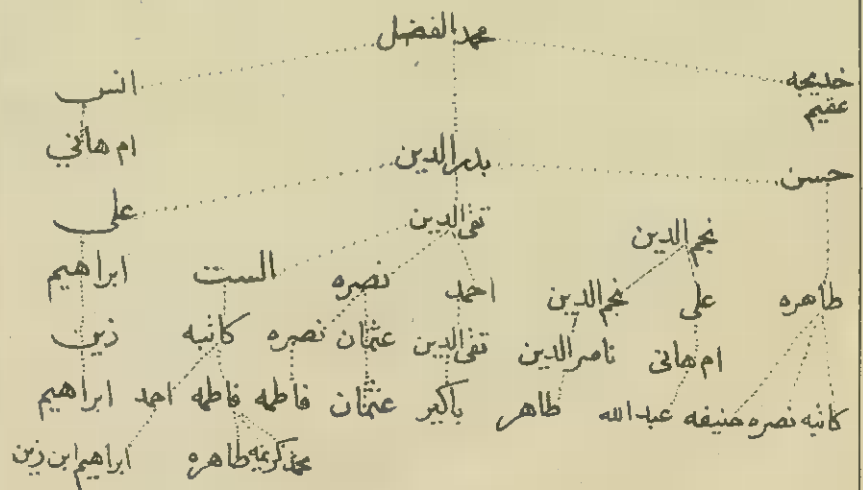 محمد الفضل
خديجه عقيم
انس
ام هاني
بدر الدين
حسن
علي
تقي الدين
نجم الدين
ابراهيم
الست
نصره
احمد
نجم الدين
علي
طاهره
زين
كاتبه
نصره
عثمان
تقي الدين
ناصر الدين
ام هاني
ابراهيم
احمد
فاطمه
فاطمه
عثمان
باكير
طاهر
عبد الله
حنيفه
نصره
كاتبه
ابراهيم ابن زين
طاهره
كريمه
محمد